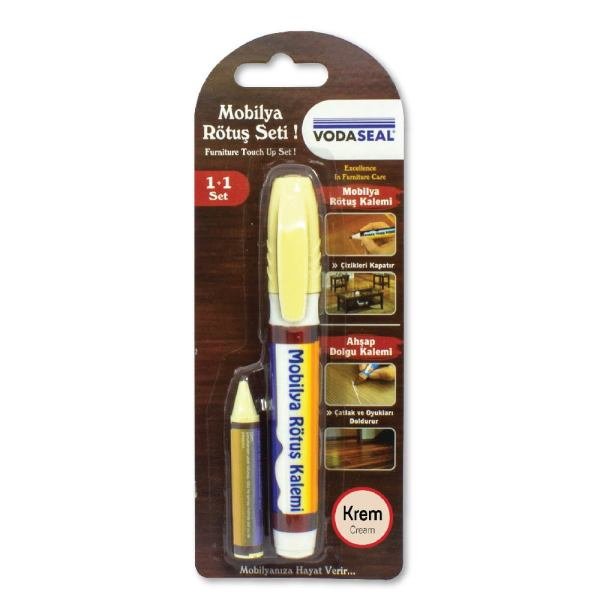 Mobilya
Rötuş Seti !
Furniture Touch Up Set !
1+1
Set
VODASEAL®
Excellence
In Furniture Care
Mobilya
Rötuş Kalemi
» Çizikleri Kapatır
Ahşap
Dolgu Kalemi
» Çatlak ve Oyukları
Doldurur
Mobilya Rötuş Kalemi
Krem
Cream
Mobilyanıza Hayat Verir...